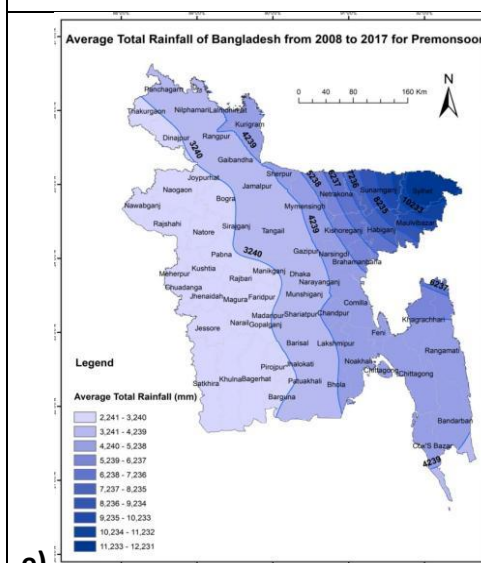 Average Total Rainfall of Bangladesh from 2008 to 2017 for Premonsoon
N
160 80 0 160 Km
Panchagarh
Thakurgaon
Nilphamari
Lalmonirhat
Kurigram
Dinajpur
Rangpur
4239
3240
Gaibandha
Joypurhat
Sherpur
5238
6237
7236
Netrakona
Sunamganj
8235
Sylhet
10233
Naogaon
Jamalpur
Bogra
Mymensingh
Nawabganj
4239
Kishoreganj
Habiganj
Maulvibazar
Rajshahi
Natore
Sirajganj
Tangail
Gazipur
Narsingdi
Brahamanbaria
Pabna
3240
Meherpur
Kushtia
Manikganj
Dhaka
Narayanganj
6237
Chuadanga
Rajbari
Jhenaidah
Magura
Faridpur
Munshiganj
Comilla
Khagrachhari
Madaripur
Shariatpur
Chandpur
Jessore
Narail
Gopalganj
Feni
Rangamati
Barisal
Lakshmipur
Noakhali
Pirojpur
Jhalokati
Chittagong
Chittagong
Satkhira
Khulna
Bagerhat
Patuakhali
Bhola
Barguna
Bandarban
Cox'S Bazar
4239
Legend
Average Total Rainfall (mm)
2,241 - 3,240
3,241 - 4,239
4,240 - 5,238
5,239 - 6,237
6,238 - 7,236
7,237 - 8,235
8,236 - 9,234
9,235 - 10,233
10,234 - 11,232
11,233 - 12,231